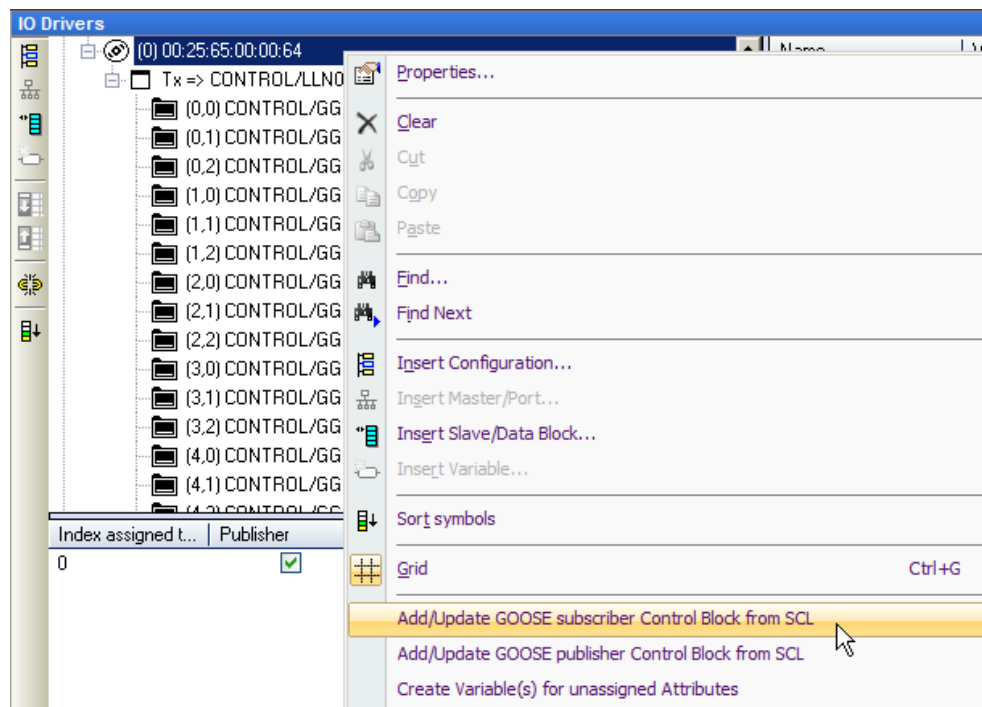 IO Drivers
(0) 00:25:65:00:00:64
Name
Tx => CONTROL/LLN0
(0,0) CONTROL/GG
(0,1) CONTROL/GG
(0,2) CONTROL/GG
(1,0) CONTROL/GG
(1,1) CONTROL/GG
(1,2) CONTROL/GG
(2,0) CONTROL/GG
(2,1) CONTROL/GG
(2,2) CONTROL/GG
(3,0) CONTROL/GG
(3,1) CONTROL/GG
(3,2) CONTROL/GG
(4,0) CONTROL/GG
(4,1) CONTROL/GG
(4,2) CONTROL/GG
Index assigned t... Publisher
0
Properties...
Clear
Cut
Copy
Paste
Find...
Find Next
Insert Configuration...
Insert Master/Port...
Insert Slave/Data Block...
Insert Variable...
Sort symbols
Grid Ctrl+G
Add/Update GOOSE subscriber Control Block from SCL
Add/Update GOOSE publisher Control Block from SCL
Create Variable(s) for unassigned Attributes